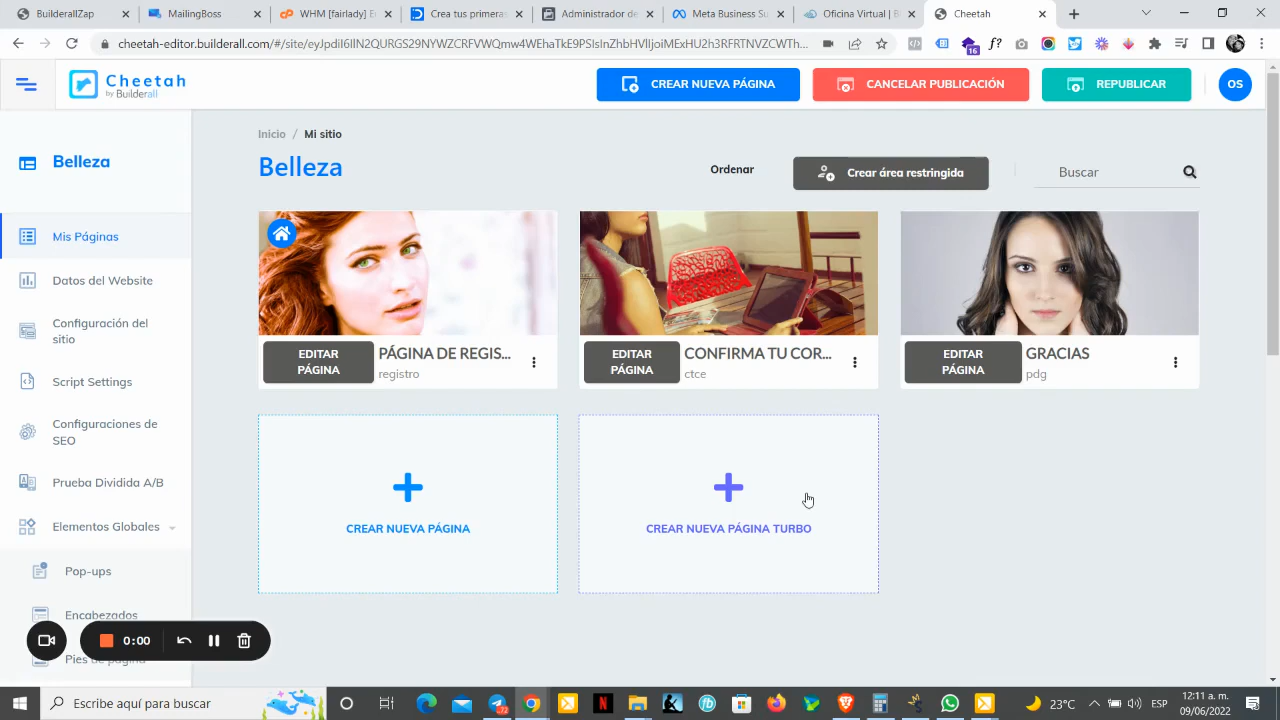 BuilderallZap
MailingBoss
WHM [fairlady] E
Crea tus primeras
Administrador de
Meta Business Su
Oficina Virtual | B
Cheetah
cheetah-editor.builderall.com/#/site/
16
f?
Cheetah
by Builderall
CREAR NUEVA PÁGINA
CANCELAR PUBLICACIÓN
REPUBLICAR
OS
Belleza
Inicio / Mi sitio
Belleza
Ordenar
Crear área restringida
Buscar
Mis Páginas
Datos del Website
Configuración del
sitio
Script Settings
Configuraciones de
SEO
Prueba Dividida A/B
Elementos Globales
Pop-ups
Encabezados
Pies de página
EDITAR
PÁGINA
PÁGINA DE REGIS...
registro
EDITAR
PÁGINA
CONFIRMA TU COR...
ctce
EDITAR
PÁGINA
GRACIAS
pdg
CREAR NUEVA PÁGINA
CREAR NUEVA PÁGINA TURBO
0:00
Escribe aquí para buscar
23°C
ESP
12:11 a. m.
09/06/2022